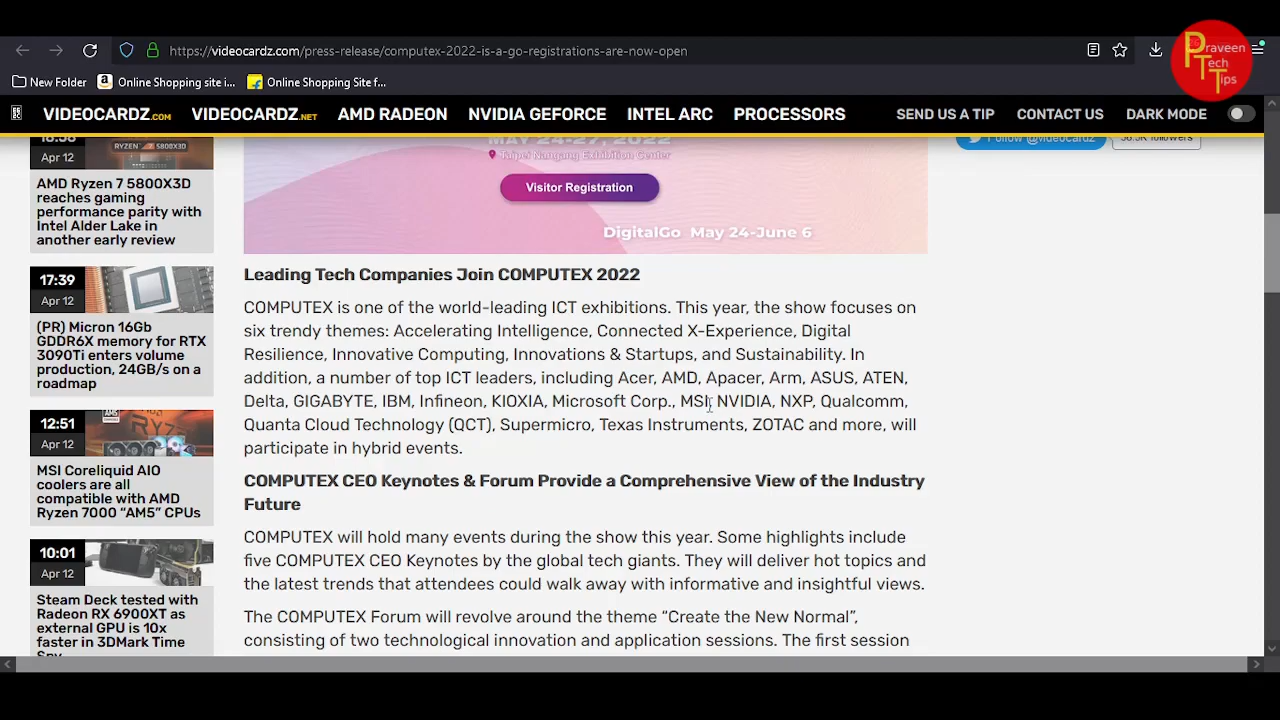 https://videocardz.com/press-release/computex-2022-is-a-go-registrations-are-now-open
Praveen
Tech
Tips
New Folder
Online Shopping site i...
Online Shopping Site f...
VIDEOCARDZ.COM
VIDEOCARDZ.NET
AMD RADEON
NVIDIA GEFORCE
INTEL ARC
PROCESSORS
SEND US A TIP
CONTACT US
DARK MODE
Apr 12
RYZEN 7 5800X3D
AMD Ryzen 7 5800X3D
reaches gaming
performance parity with
Intel Alder Lake in
another early review
17:39
Apr 12
(PR) Micron 16Gb
GDDR6X memory for RTX
3090Ti enters volume
production, 24GB/s on a
roadmap
12:51
Apr 12
MSI Coreliquid AIO
coolers are all
compatible with AMD
Ryzen 7000 “AM5” CPUs
10:01
Apr 12
Steam Deck tested with
Radeon RX 6900XT as
external GPU is 10x
faster in 3DMark Time
Spy
MAY 24-27, 2022
Taipei Nangang Exhibition Center
Visitor Registration
DigitalGo May 24-June 6
Follow @videocardz
Leading Tech Companies Join COMPUTEX 2022
COMPUTEX is one of the world-leading ICT exhibitions. This year, the show focuses on
six trendy themes: Accelerating Intelligence, Connected X-Experience, Digital
Resilience, Innovative Computing, Innovations & Startups, and Sustainability. In
addition, a number of top ICT leaders, including Acer, AMD, Apacer, Arm, ASUS, ATEN,
Delta, GIGABYTE, IBM, Infineon, KIOXIA, Microsoft Corp., MSI, NVIDIA, NXP, Qualcomm,
Quanta Cloud Technology (QCT), Supermicro, Texas Instruments, ZOTAC and more, will
participate in hybrid events.
COMPUTEX CEO Keynotes & Forum Provide a Comprehensive View of the Industry
Future
COMPUTEX will hold many events during the show this year. Some highlights include
five COMPUTEX CEO Keynotes by the global tech giants. They will deliver hot topics and
the latest trends that attendees could walk away with informative and insightful views.
The COMPUTEX Forum will revolve around the theme “Create the New Normal”,
consisting of two technological innovation and application sessions. The first session